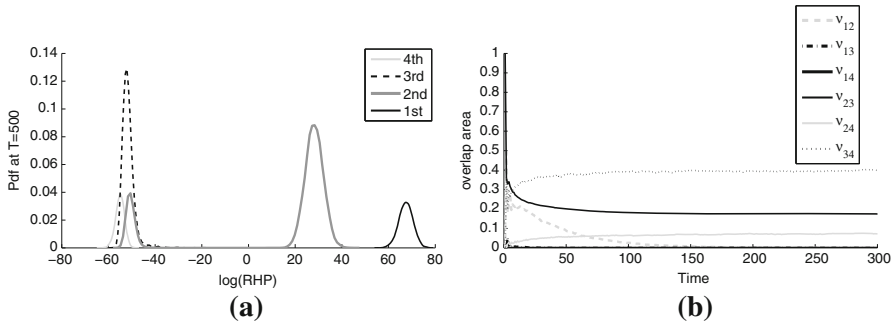 0.14
0.12
0.1
0.08
0.06
0.04
0.02
0
Pdf at T=500
−80 −60 −40 −20 0 20 40 60 80
log(RHP)
4th
3rd
2nd
1st
(a)
1
0.9
0.8
0.7
0.6
0.5
0.4
0.3
0.2
0.1
0
overlap area
0 50 100 150 200 250 300
Time
ν12
ν13
ν14
ν23
ν24
ν34
(b)